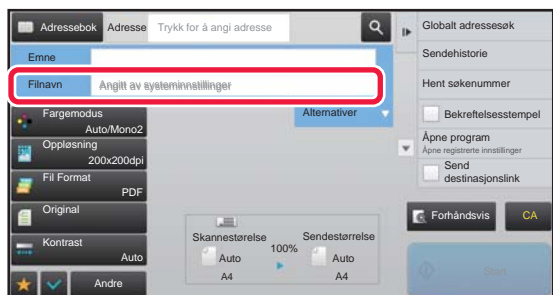 Adressebok
Adresse
Trykk for å angi adresse
Emne
Filnavn
Angitt av systeminnstillinger
Fargemodus
Auto/Mono2
Oppløsning
200x200dpi
Fil Format
PDF
Original
Kontrast
Auto
Andre
Alternativer
Skannestørelse
100%
Sendestørrelse
Auto
A4
Auto
A4
Globalt adressesøk
Sendehistorie
Hent søkenummer
Bekreftelsesstempel
Åpne program
Åpne registrerte innstillinger
Send
destinasjonslink
Forhåndsvis
CA
Start